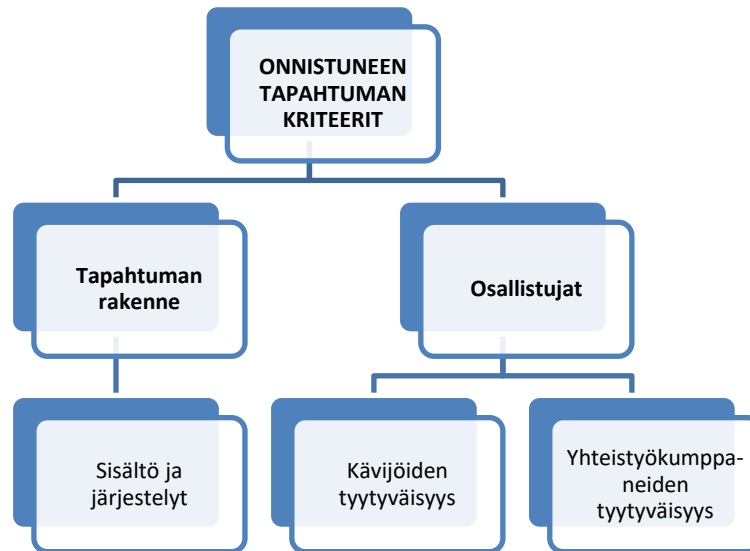 ONNISTUNEEN
TAPAHTUMAN
KRITEERIT
Tapahtuman
rakenne
Osallistujat
Sisältö ja
järjestelyt
Kävijöiden
tyytyväisyys
Yhteistyökumppa-
neiden
tyytyväisyys